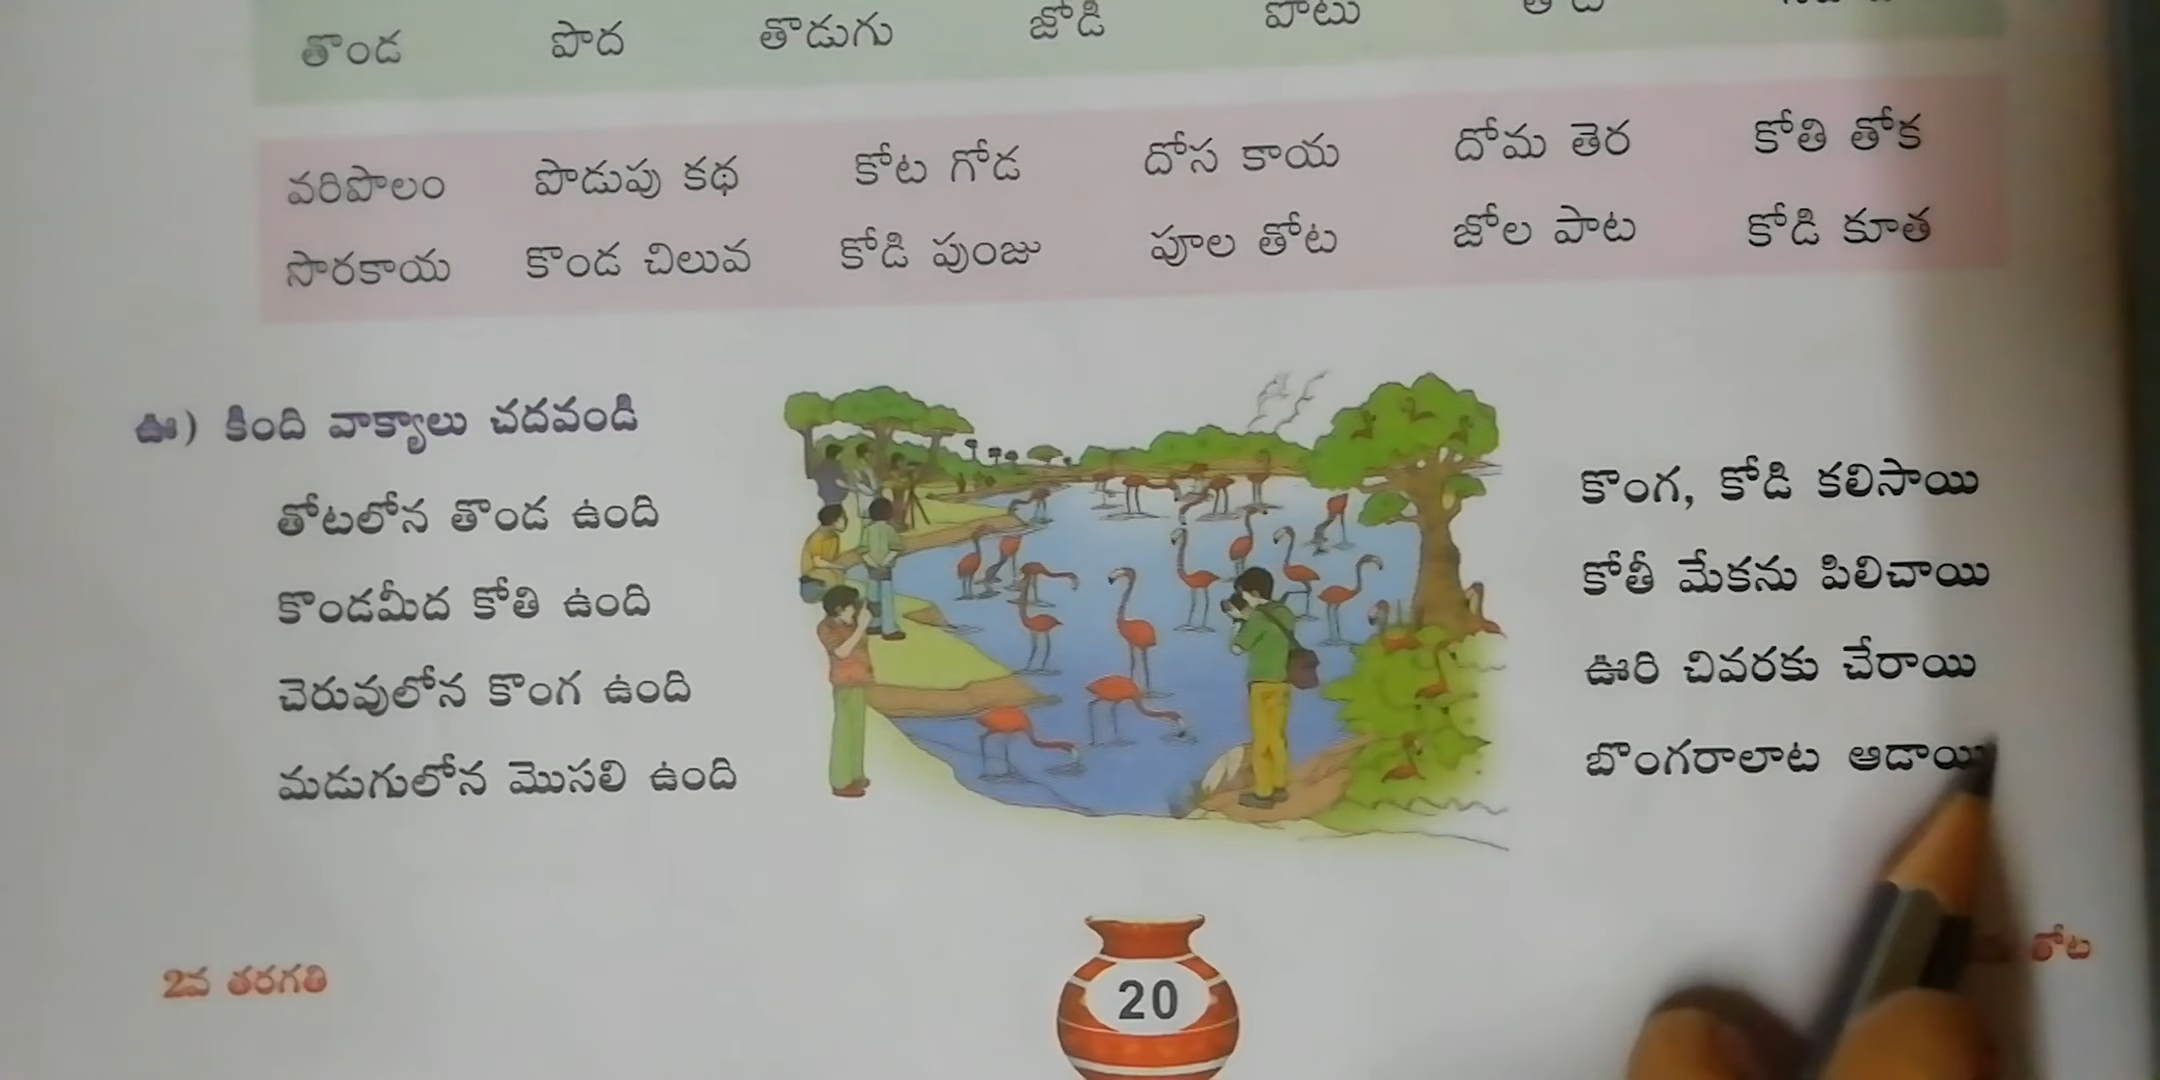 తొండ పొద తొడుగు జోడి పోటు
వరిపొలం పొడుపు కథ కోట గోడ దోస కాయ దోమ తెర కోతి తోక
సొరకాయ కొండ చిలువ కోడి పుంజు పూల తోట జోల పాట కోడి కూత
ఊ) కింది వాక్యాలు చదవండి
తోటలోన తొండ ఉంది
కొండమీద కోతి ఉంది
చెరువులోన కొంగ ఉంది
మడుగులోన మొసలి ఉంది
కొంగ, కోడి కలిసాయి
కోతీ మేకను పిలిచాయి
ఊరి చివరకు చేరాయి
బొంగరాలాట ఆడాయి
2వ తరగతి
20
తోట